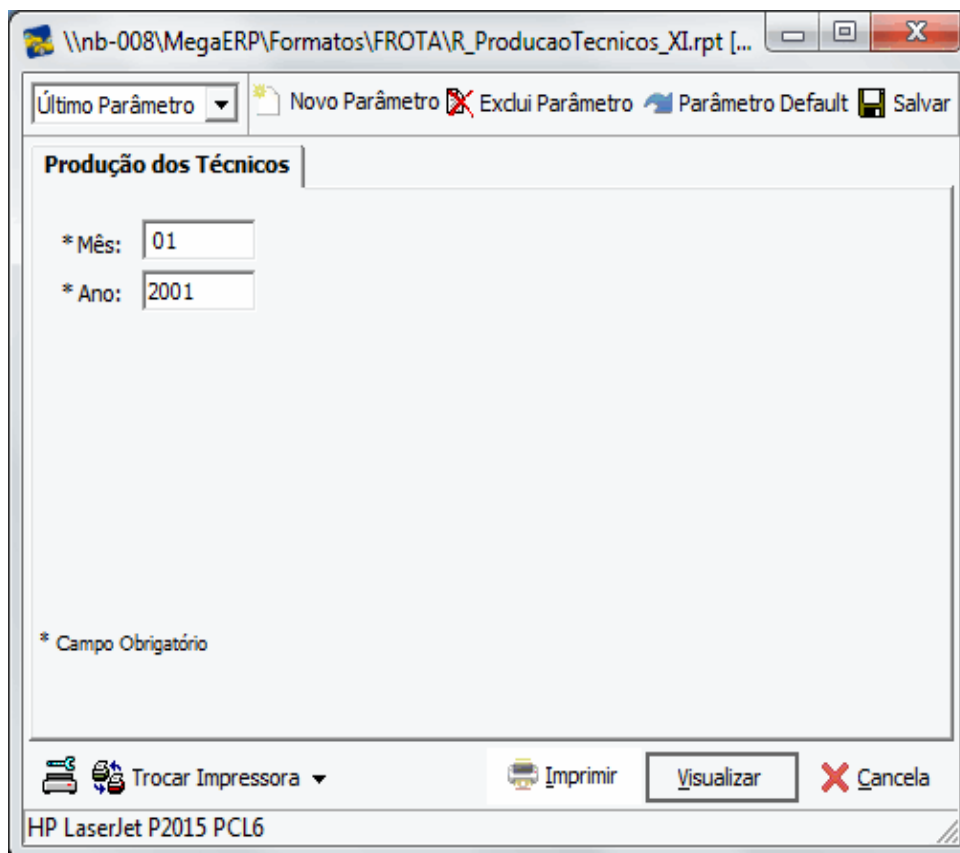 \\nb-008\MegaERP\Formatos\FROTA\R_ProducaoTecnicos_XI.rpt [...
Último Parâmetro Novo Parâmetro Exclui Parâmetro Parâmetro Default Salvar
Produção dos Técnicos
* Mês: 01
* Ano: 2001
* Campo Obrigatório
Trocar Impressora Imprimir Visualizar Cancela
HP LaserJet P2015 PCL6